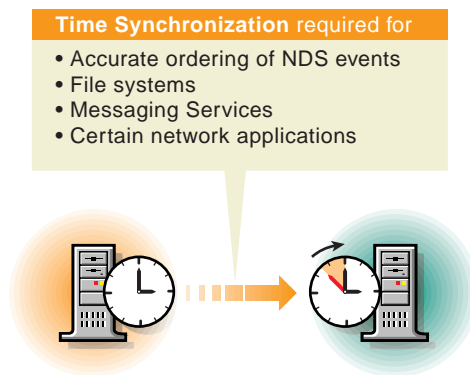 Time Synchronization required for
• Accurate ordering of NDS events
• File systems
• Messaging Services
• Certain network applications